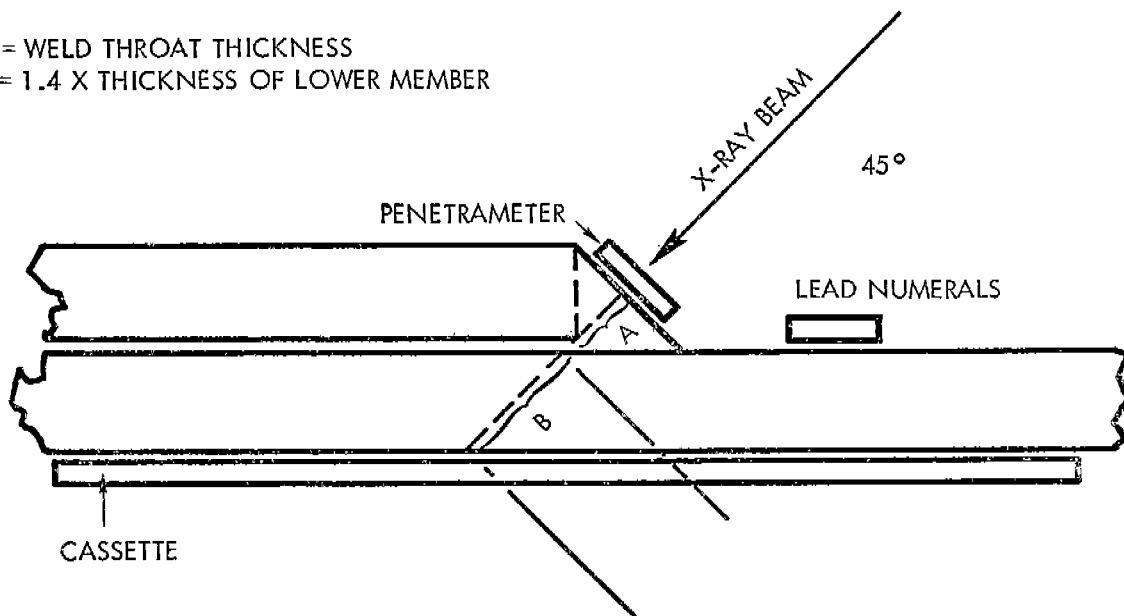 = WELD THROAT THICKNESS
= 1.4 X THICKNESS OF LOWER MEMBER
X-RAY BEAM
45°
PENETRAMETER
LEAD NUMERALS
A
B
CASSETTE